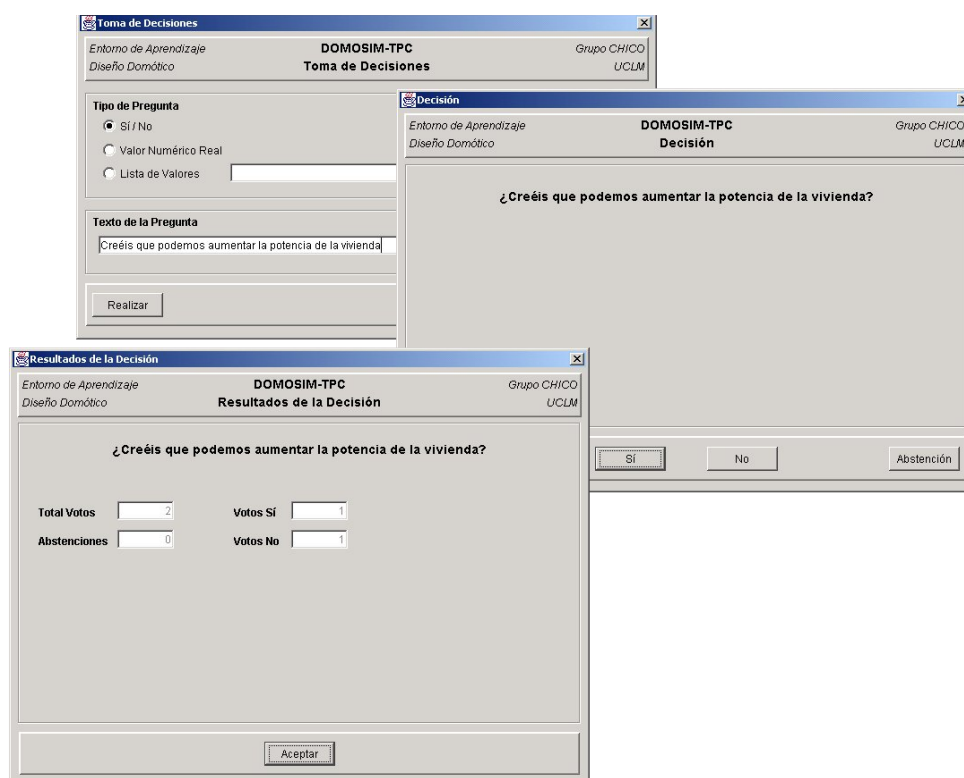 Toma de Decisiones
Entorno de Aprendizaje DOMOSIM-TPC Grupo CHICO
Diseño Domótico Toma de Decisiones UCLM
Tipo de Pregunta
Sí / No
Valor Numérico Real
Lista de Valores
Texto de la Pregunta
Creéis que podemos aumentar la potencia de la vivienda
Realizar
Decisión
Entorno de Aprendizaje DOMOSIM-TPC Grupo CHICO
Diseño Domótico Decisión UCLM
¿Creéis que podemos aumentar la potencia de la vivienda?
Sí No Abstención
Resultados de la Decisión
Entorno de Aprendizaje DOMOSIM-TPC Grupo CHICO
Diseño Domótico Resultados de la Decisión UCLM
¿Creéis que podemos aumentar la potencia de la vivienda?
Total Votos 2 Votos Sí 1
Abstenciones 0 Votos No 1
Aceptar